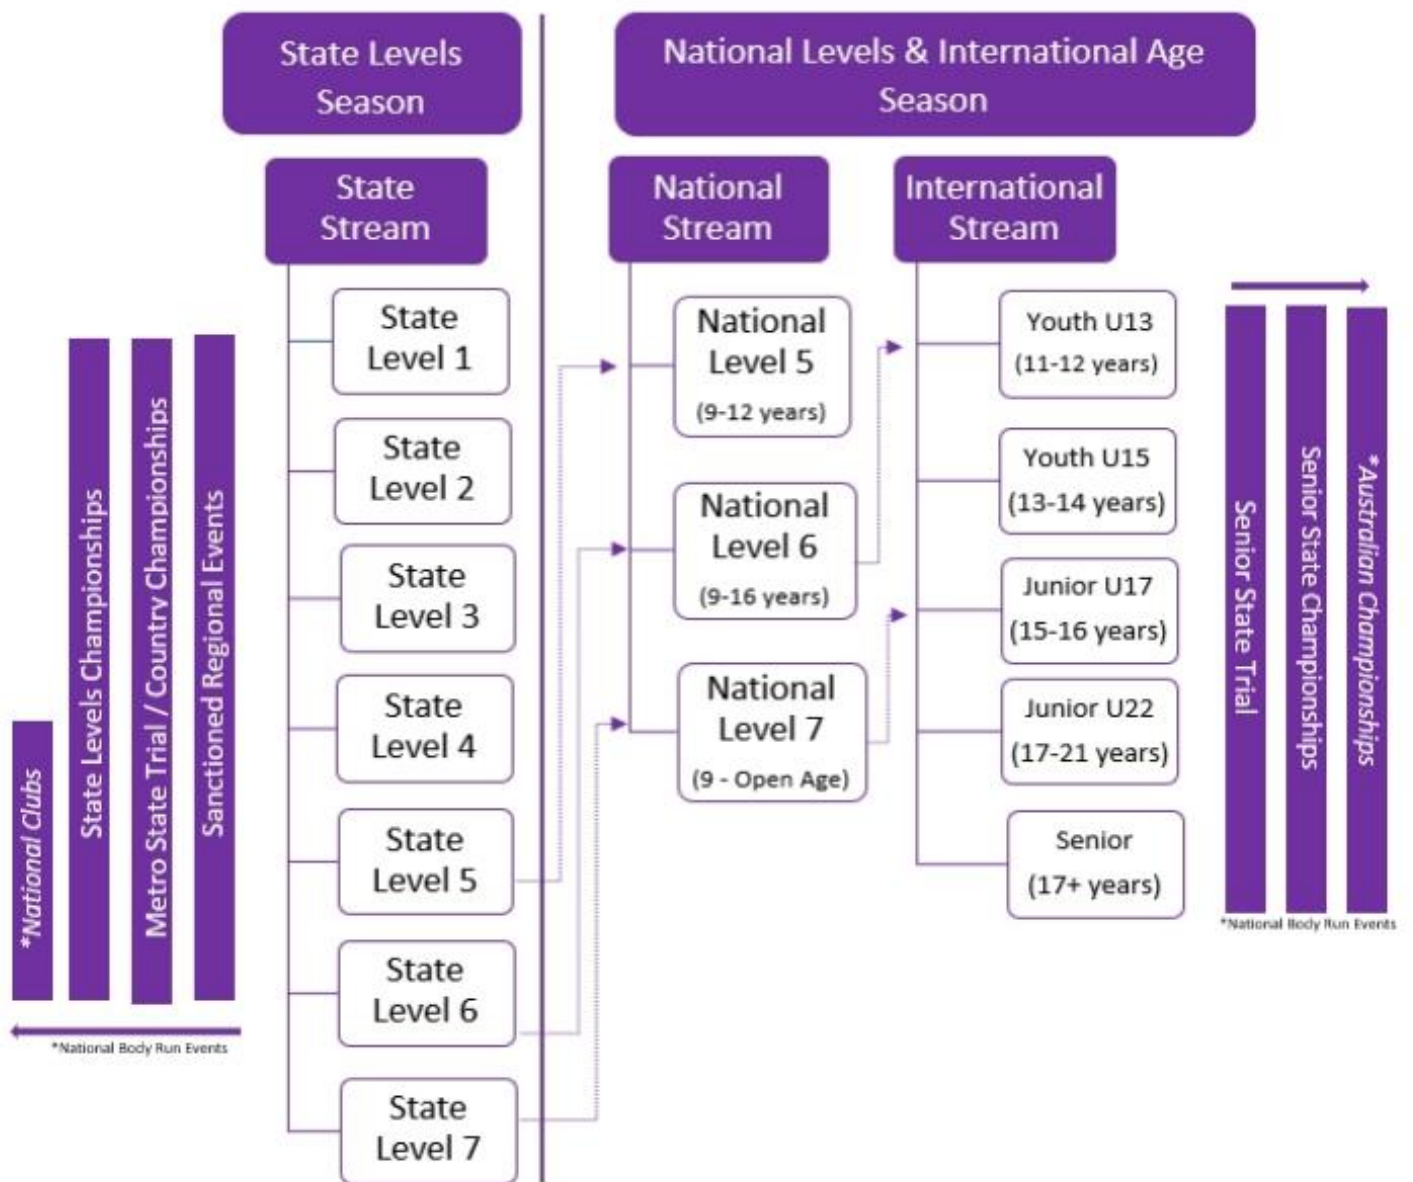 State Levels
Season
National Levels & International Age
Season
State
Stream
National
Stream
International
Stream
*National Clubs
State Levels Championships
Metro State Trial / Country Championships
Sanctioned Regional Events
*National Body Run Events
State
Level 1
State
Level 2
State
Level 3
State
Level 4
State
Level 5
State
Level 6
State
Level 7
National
Level 5
(9-12 years)
National
Level 6
(9-16 years)
National
Level 7
(9 - Open Age)
Youth U13
(11-12 years)
Youth U15
(13-14 years)
Junior U17
(15-16 years)
Junior U22
(17-21 years)
Senior
(17+ years)
Senior State Trial
Senior State Championships
*Australian Championships
*National Body Run Events